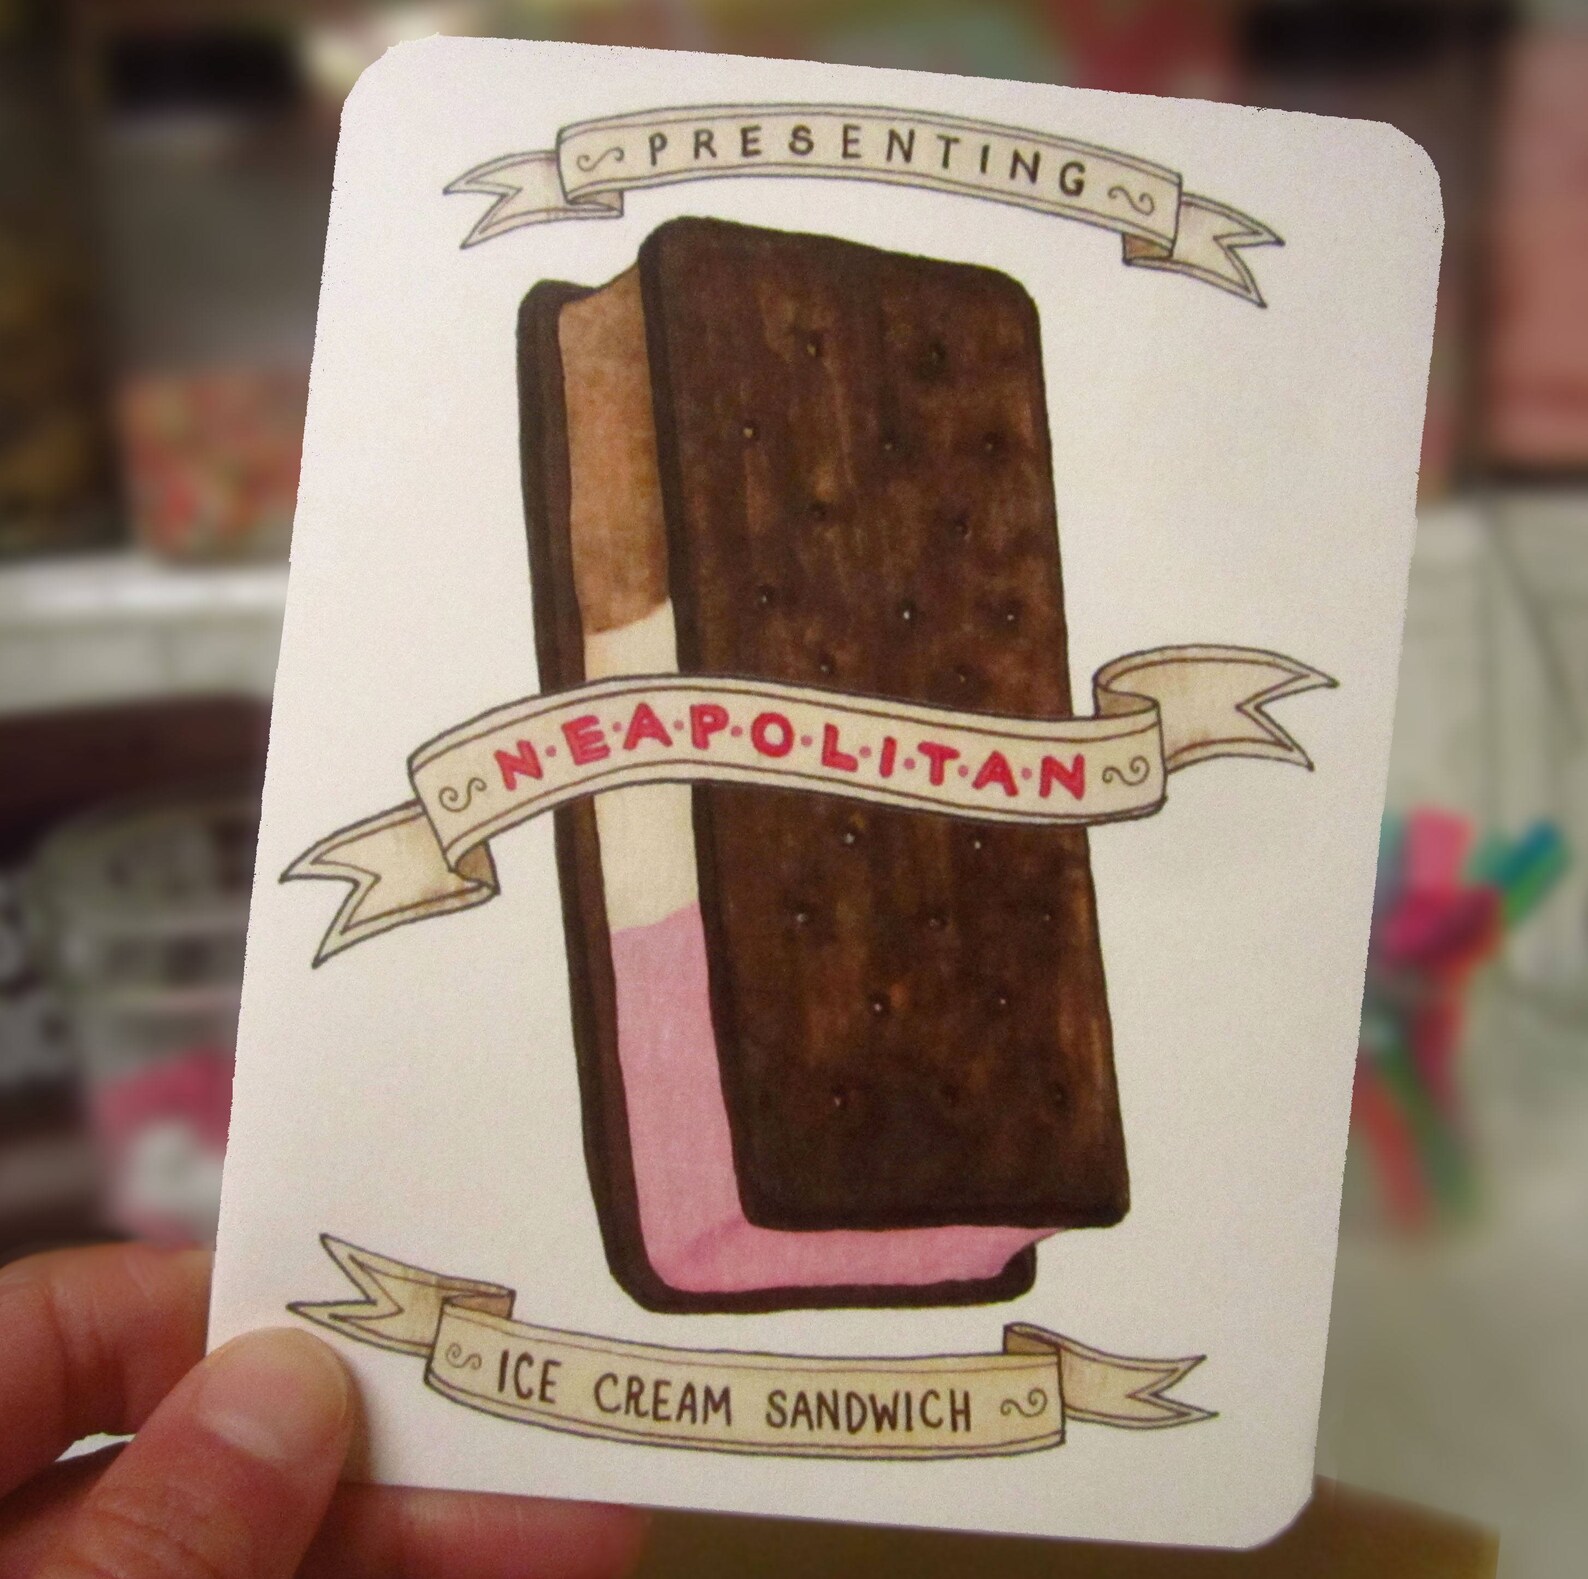 PRESENTING
N·E·A·P·O·L·I·T·A·N
ICE CREAM SANDWICH